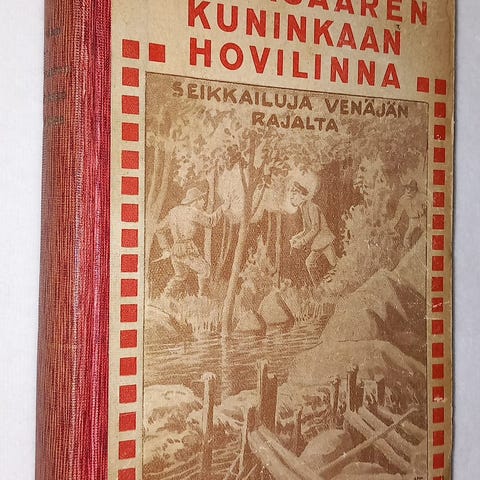 KUNINKAAN
HOVILINNA
SEIKKAILUJA VENÄJÄN
RAJALTA